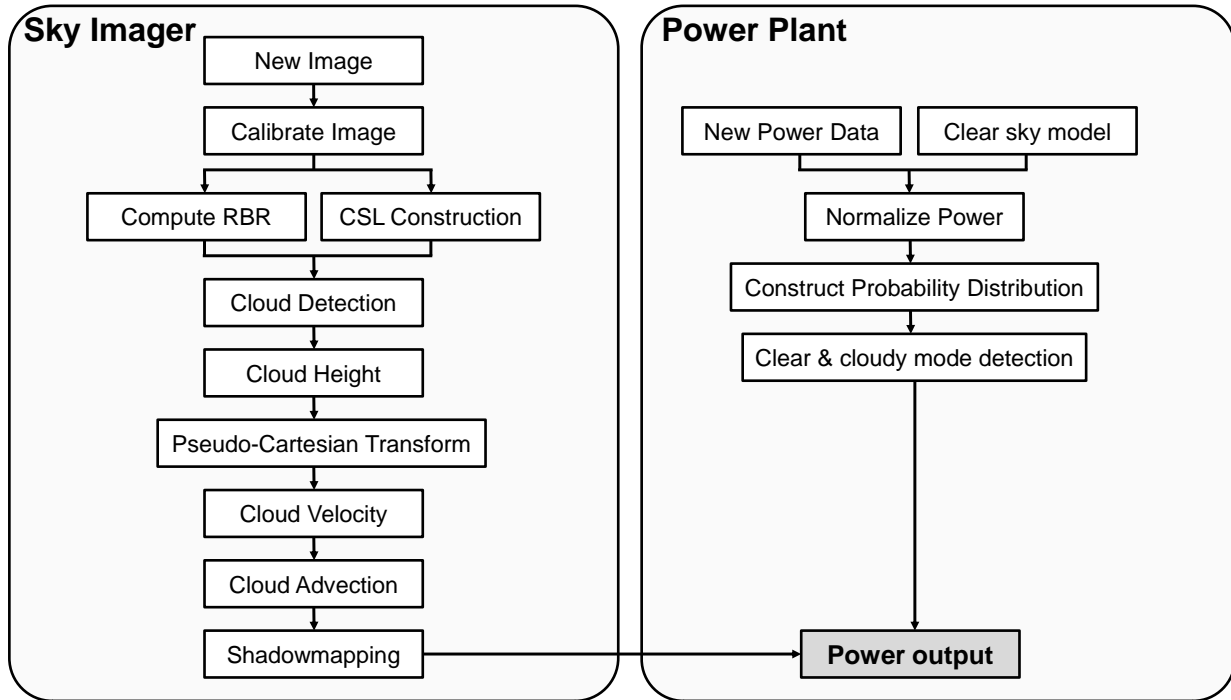 Sky Imager
New Image
Calibrate Image
Compute RBR
CSL Construction
Cloud Detection
Cloud Height
Pseudo-Cartesian Transform
Cloud Velocity
Cloud Advection
Shadowmapping
Power Plant
New Power Data
Clear sky model
Normalize Power
Construct Probability Distribution
Clear & cloudy mode detection
Power output